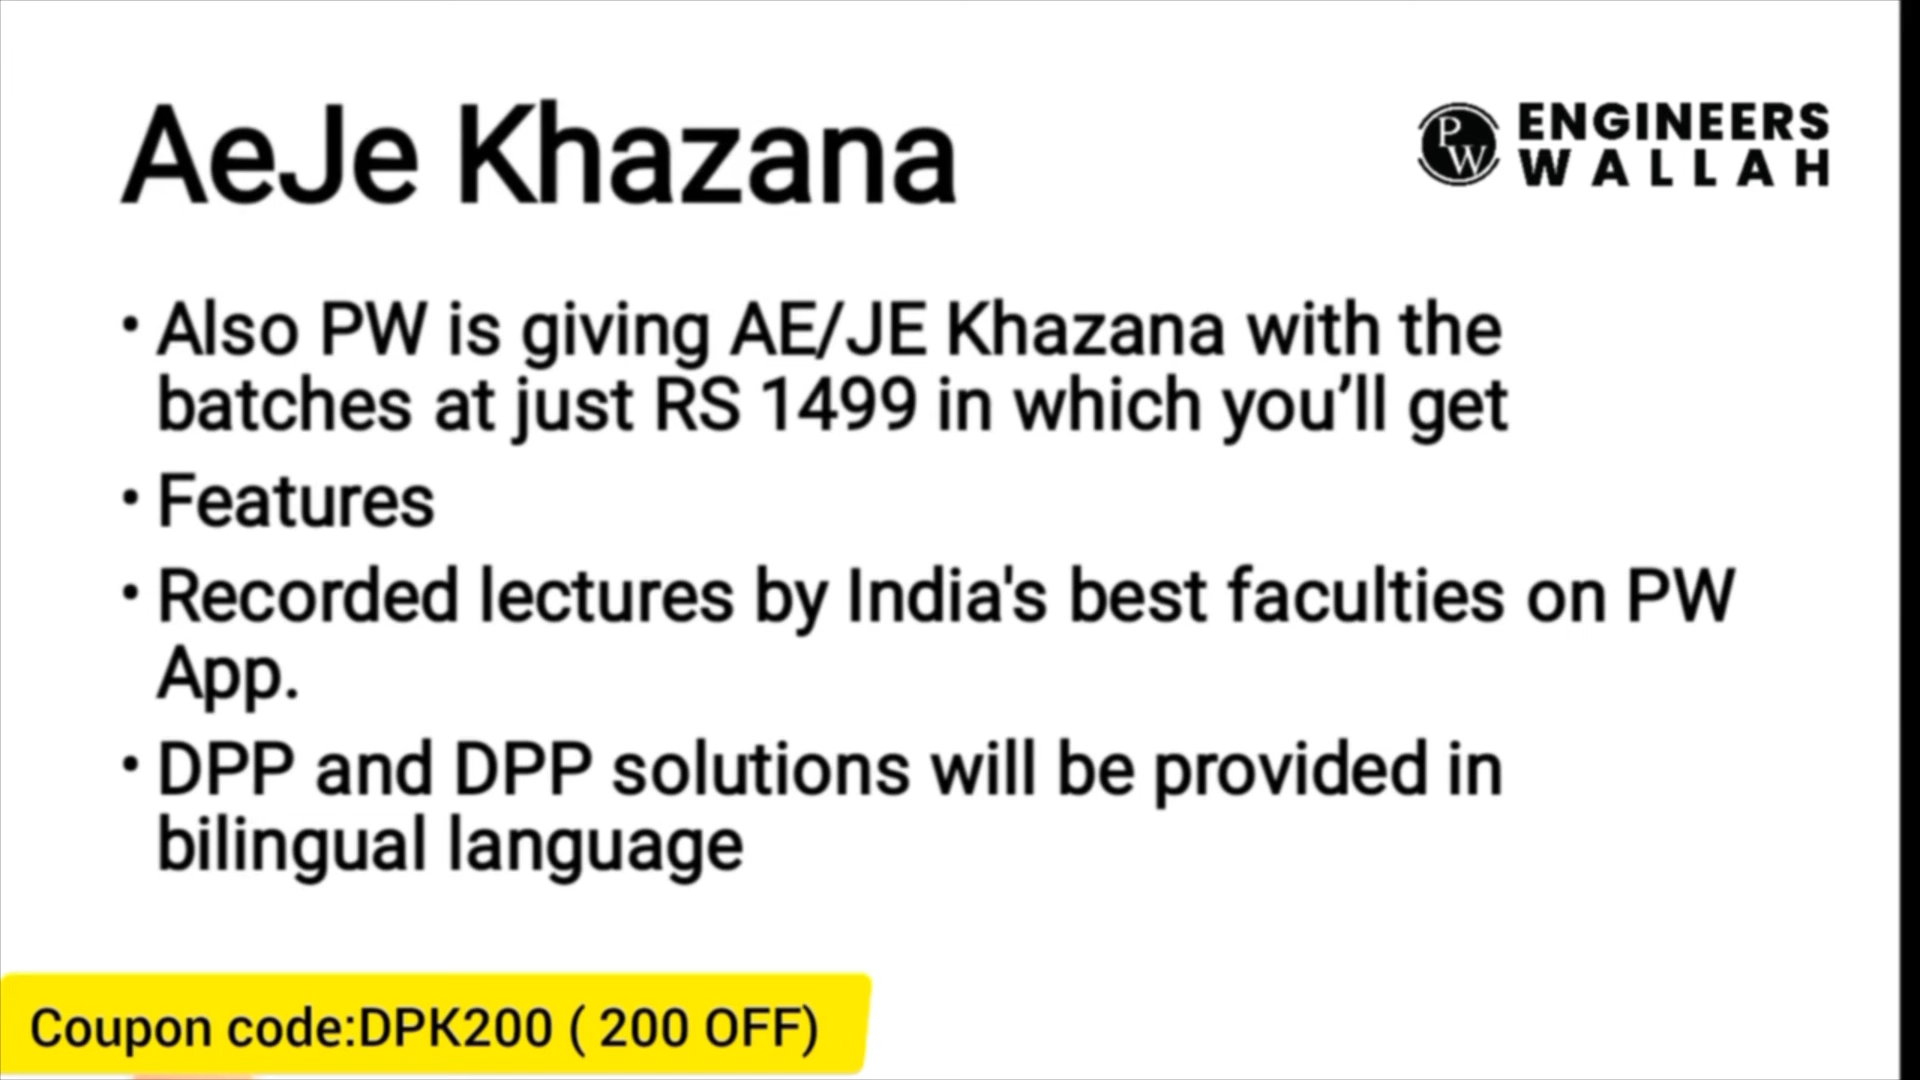 AeJe Khazana
PW ENGINEERS
WALLAH
• Also PW is giving AE/JE Khazana with the
batches at just RS 1499 in which you’ll get
• Features
• Recorded lectures by India's best faculties on PW
App.
• DPP and DPP solutions will be provided in
bilingual language
Coupon code:DPK200 ( 200 OFF)